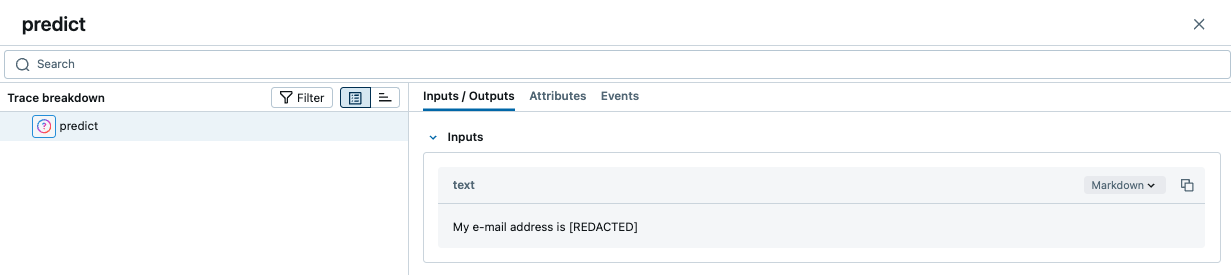 predict
Search
Trace breakdown
Filter
predict
Inputs / Outputs
Attributes
Events
Inputs
text
Markdown
My e-mail address is [REDACTED]